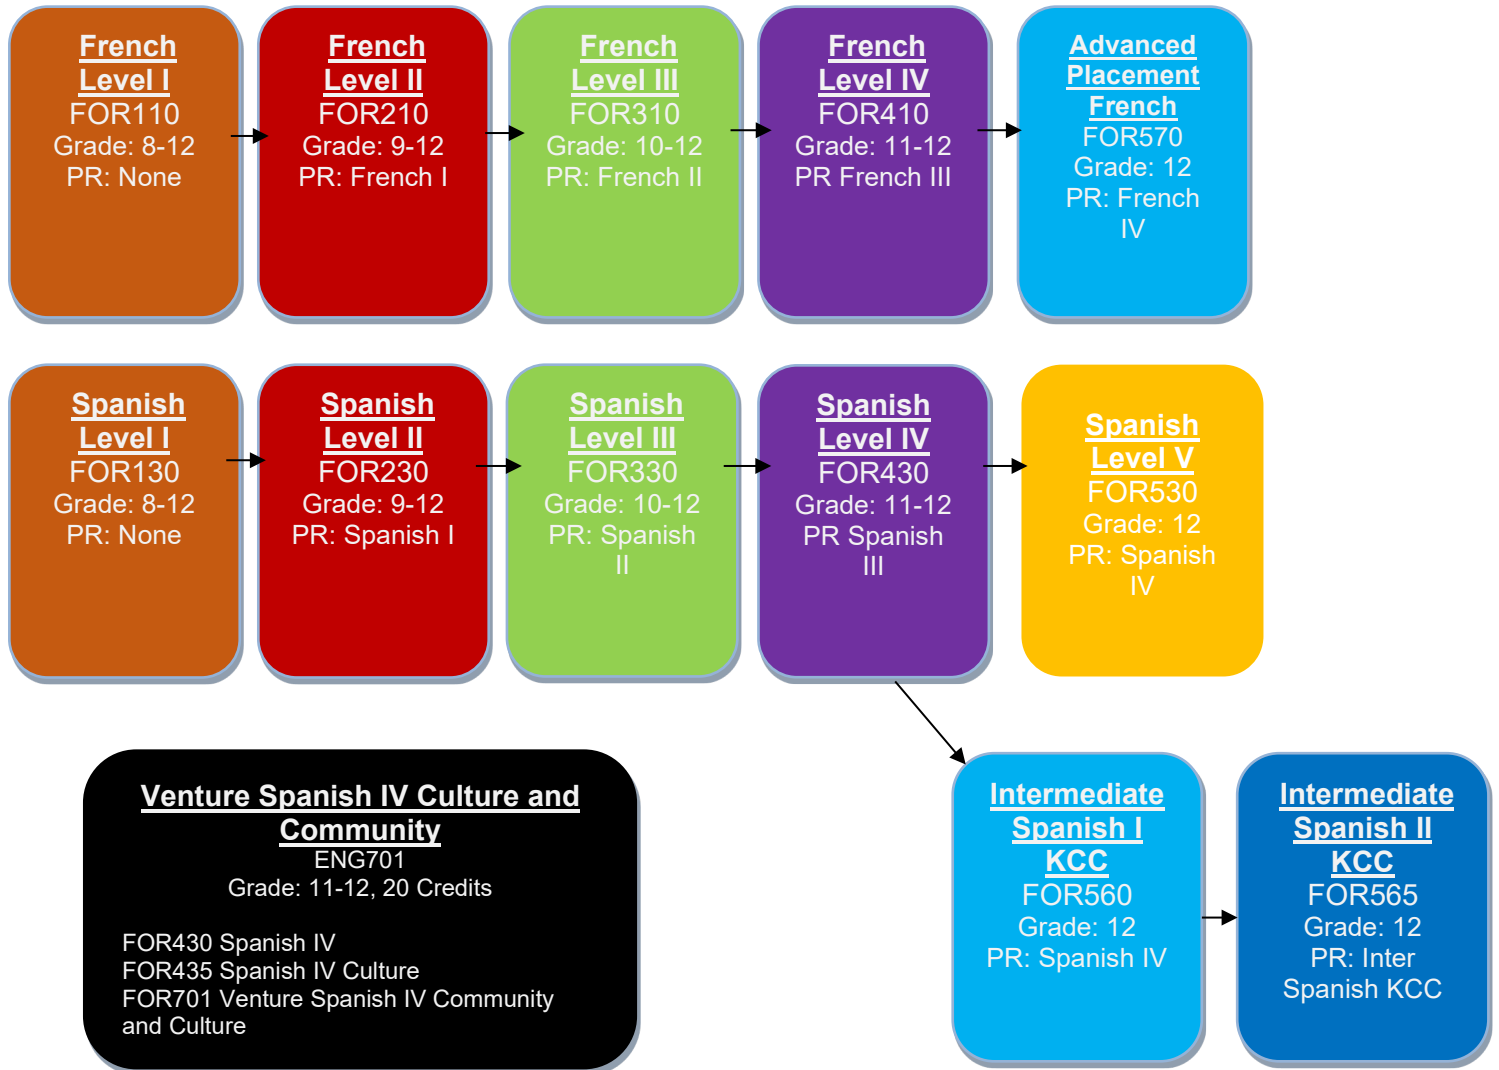 French
Level I
FOR110
Grade: 8-12
PR: None
French
Level II
FOR210
Grade: 9-12
PR: French I
French
Level III
FOR310
Grade: 10-12
PR: French II
French
Level IV
FOR410
Grade: 11-12
PR French III
Advanced
Placement
French
FOR570
Grade: 12
PR: French
IV
Spanish
Level I
FOR130
Grade: 8-12
PR: None
Spanish
Level II
FOR230
Grade: 9-12
PR: Spanish I
Spanish
Level III
FOR330
Grade: 10-12
PR: Spanish
II
Spanish
Level IV
FOR430
Grade: 11-12
PR Spanish
III
Spanish
Level V
FOR530
Grade: 12
PR: Spanish
IV
Venture Spanish IV Culture and
Community
ENG701
Grade: 11-12, 20 Credits
FOR430 Spanish IV
FOR435 Spanish IV Culture
FOR701 Venture Spanish IV Community
and Culture
Intermediate
Spanish I
KCC
FOR560
Grade: 12
PR: Spanish IV
Intermediate
Spanish II
KCC
FOR565
Grade: 12
PR: Inter
Spanish KCC